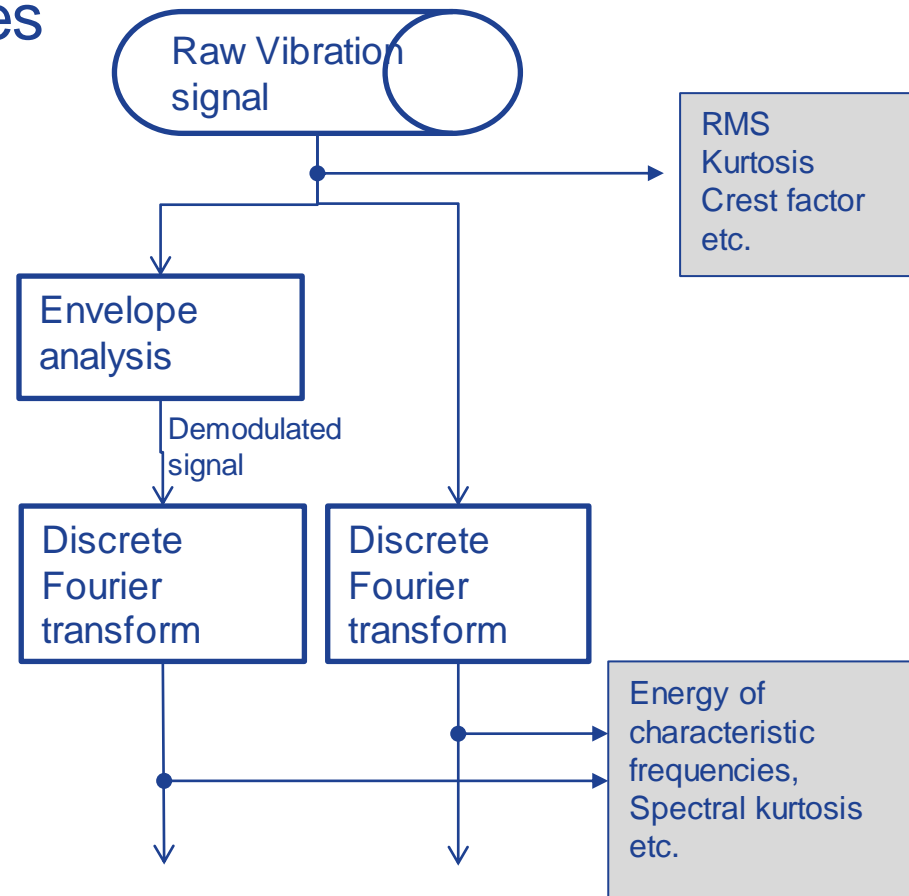 es
Raw Vibration
signal
RMS
Kurtosis
Crest factor
etc.
Envelope
analysis
Demodulated
signal
Discrete
Fourier
transform
Discrete
Fourier
transform
Energy of
characteristic
frequencies,
Spectral kurtosis
etc.